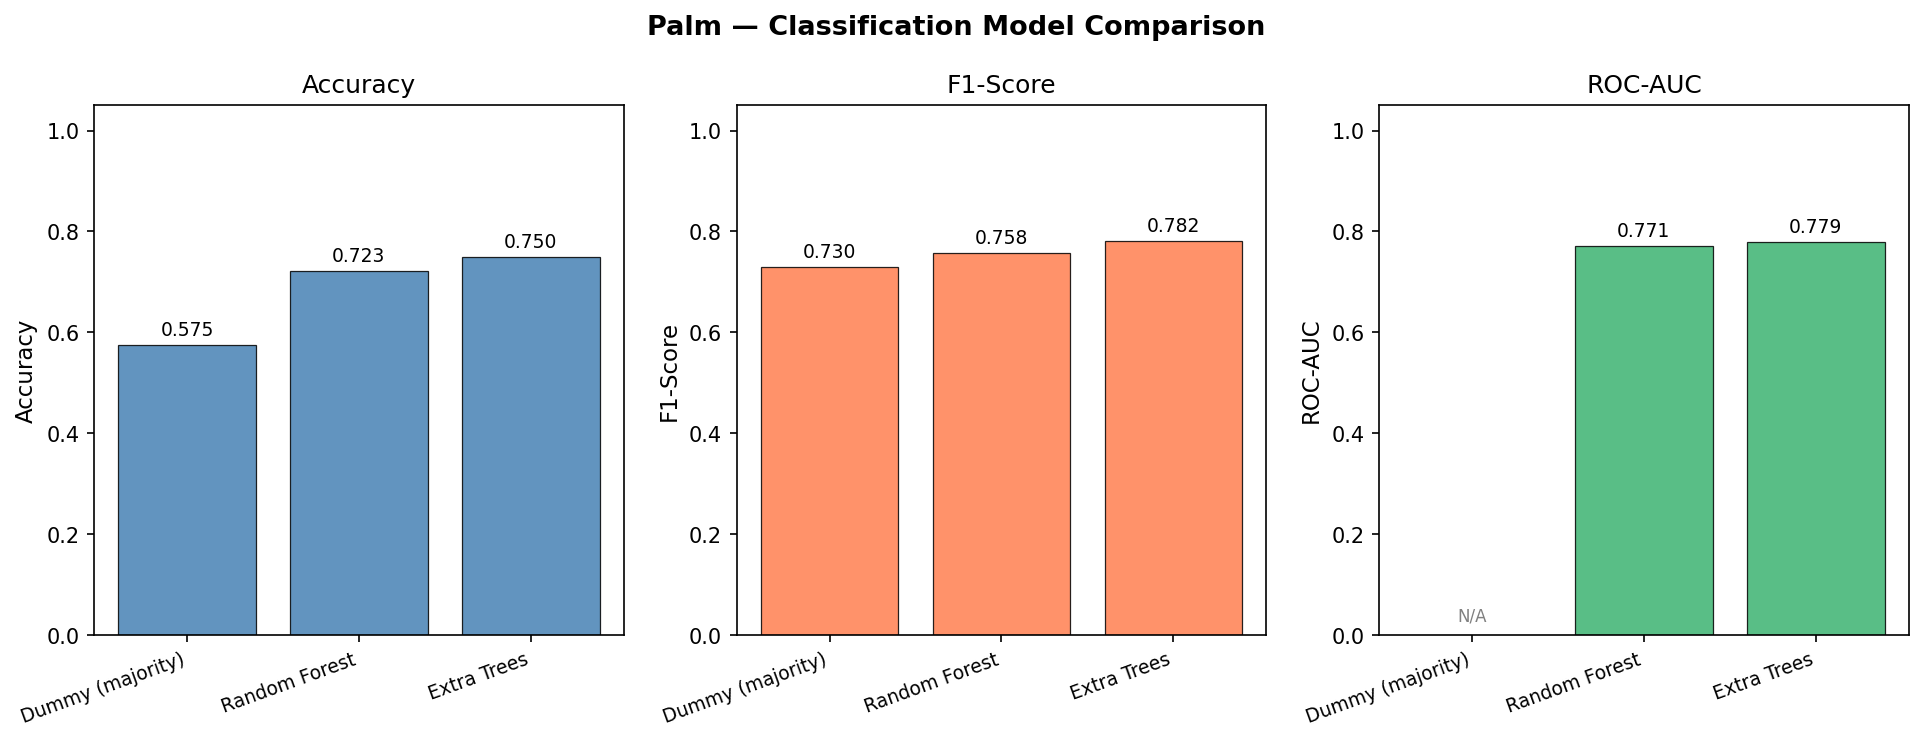 Palm — Classification Model Comparison
Accuracy
Accuracy
1.0
0.8
0.6
0.4
0.2
0.0
0.575
0.723
0.750
Dummy (majority)
Random Forest
Extra Trees
F1-Score
F1-Score
1.0
0.8
0.6
0.4
0.2
0.0
0.730
0.758
0.782
Dummy (majority)
Random Forest
Extra Trees
ROC-AUC
ROC-AUC
1.0
0.8
0.6
0.4
0.2
0.0
N/A
0.771
0.779
Dummy (majority)
Random Forest
Extra Trees